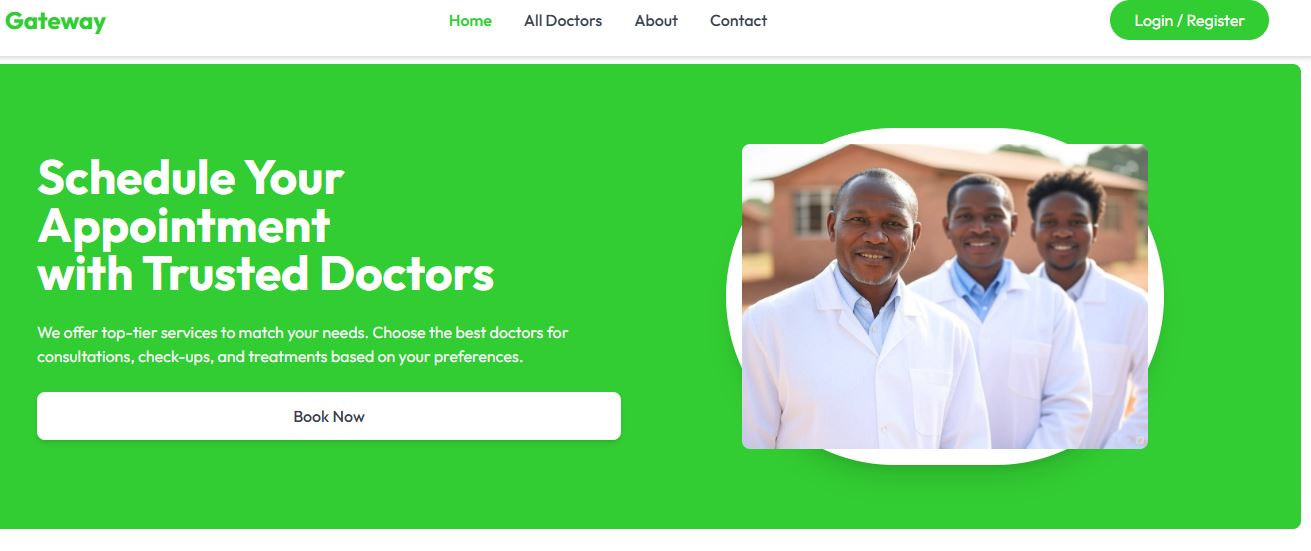 Gateway
Home
All Doctors
About
Contact
Login / Register
Schedule Your
Appointment
with Trusted Doctors
We offer top-tier services to match your needs. Choose the best doctors for
consultations, check-ups, and treatments based on your preferences.
Book Now